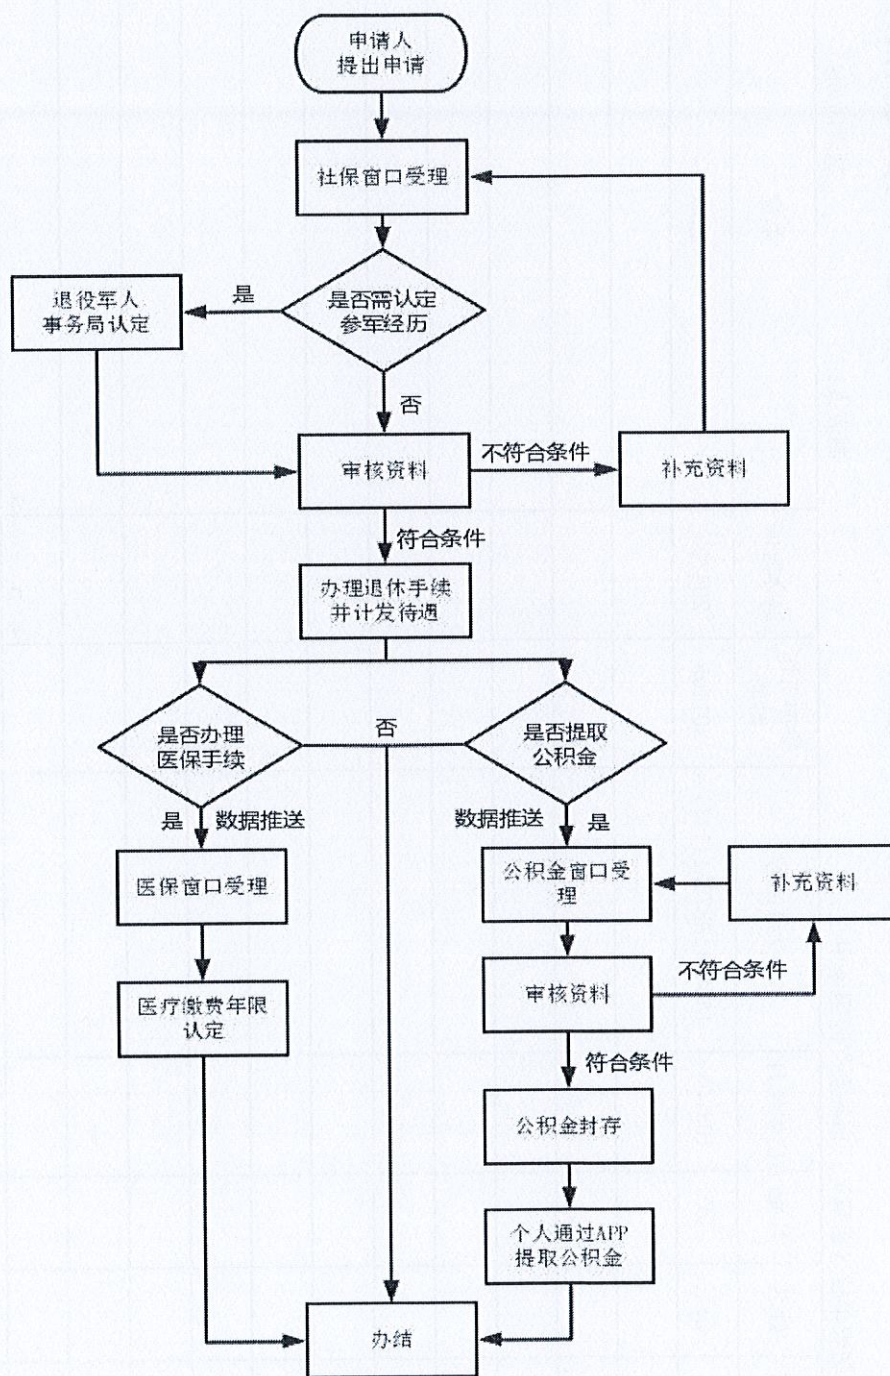 申请人
提出申请
社保窗口受理
是否需认定
参军经历
是
退役军人
事务局认定
否
审核资料
不符合条件
补充资料
符合条件
办理退休手续
并计发待遇
是否办理
医保手续
否
是否提取
公积金
是
数据推送
数据推送
是
医保窗口受理
公积金窗口受
理
补充资料
医疗缴费年限
认定
审核资料
不符合条件
符合条件
公积金封存
个人通过APP
提取公积金
办结